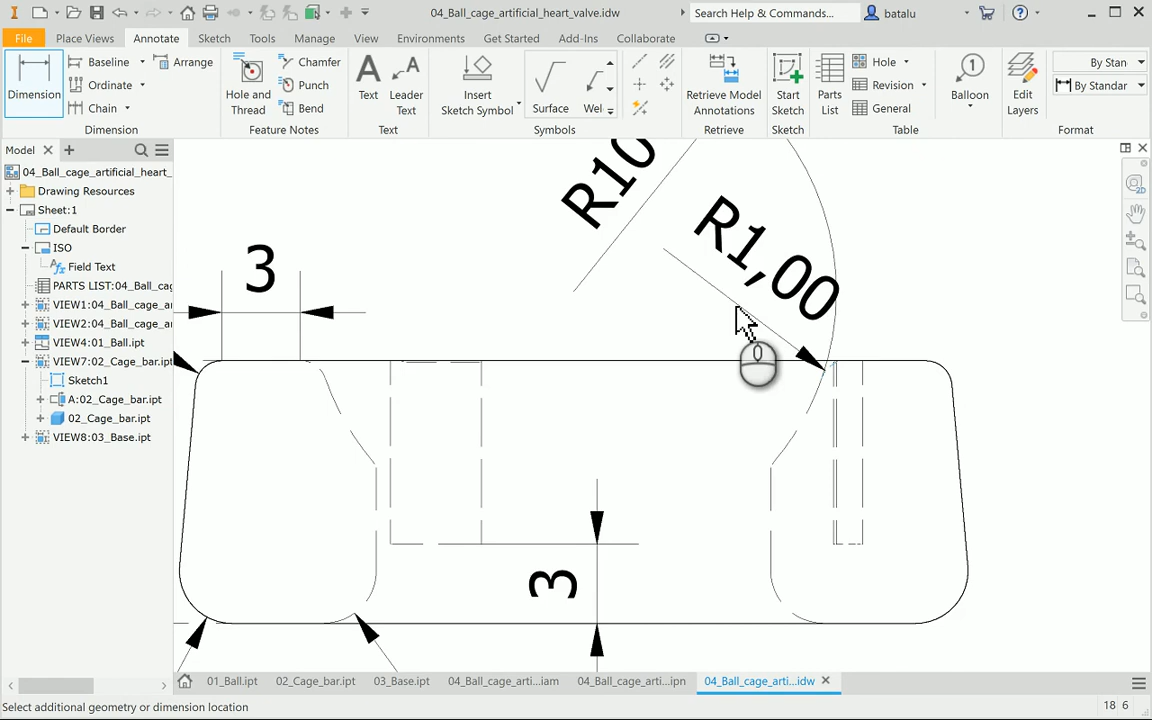 04_Ball_cage_artificial_heart_valve.idw
Search Help & Commands...
batalu
File
Place Views
Annotate
Sketch
Tools
Manage
View
Environments
Get Started
Add-Ins
Collaborate
Dimension
Baseline
Ordinate
Chain
Arrange
Dimension
Hole and
Thread
Chamfer
Punch
Bend
Feature Notes
Text
Leader
Text
Text
Insert
Sketch Symbol
Surface
Wel
Symbols
Retrieve Model
Annotations
Retrieve
Start
Sketch
Sketch
Parts
List
Hole
Revision
General
Table
Balloon
Edit
Layers
By Stan
By Standar
Format
Model
04_Ball_cage_artificial_heart_
Drawing Resources
Sheet:1
Default Border
ISO
Field Text
PARTS LIST:04_Ball_cag
VIEW1:04_Ball_cage_ar
VIEW2:04_Ball_cage_ar
VIEW4:01_Ball.ipt
VIEW7:02_Cage_bar.ipt
Sketch1
A:02_Cage_bar.ipt
02_Cage_bar.ipt
VIEW8:03_Base.ipt
R10
R1,00
3
3
01_Ball.ipt
02_Cage_bar.ipt
03_Base.ipt
04_Ball_cage_arti...iam
04_Ball_cage_arti...ipn
04_Ball_cage_arti...idw
Select additional geometry or dimension location
18 6